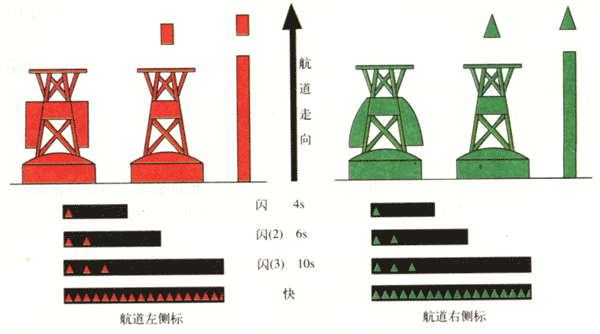 航道走向
闪 4s
闪(2) 6s
闪(3) 10s
快
航道左侧标
航道右侧标